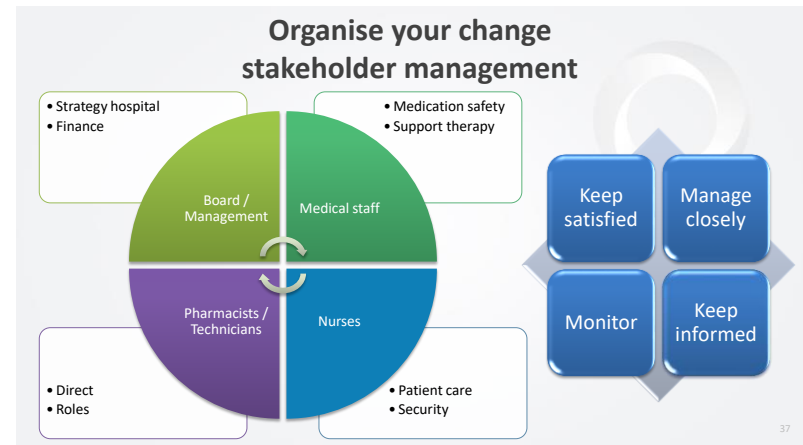 Organise your change
stakeholder management
• Strategy hospital
• Finance
• Medication safety
• Support therapy
Board /
Management
Medical staff
Pharmacists /
Technicians
Nurses
• Direct
• Roles
• Patient care
• Security
Keep
satisfied
Manage
closely
Monitor
Keep
informed
37